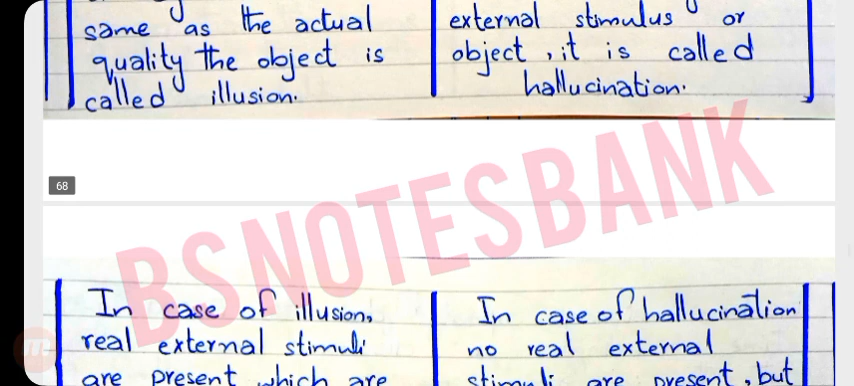 same as the actual
quality the object is
called illusion.
external stimulus or
object, it is called
hallucination.
68
BSNOTESBANK
In case of illusion,
real external stimuli
are present which are
In case of hallucination
no real external
stimuli are present, but